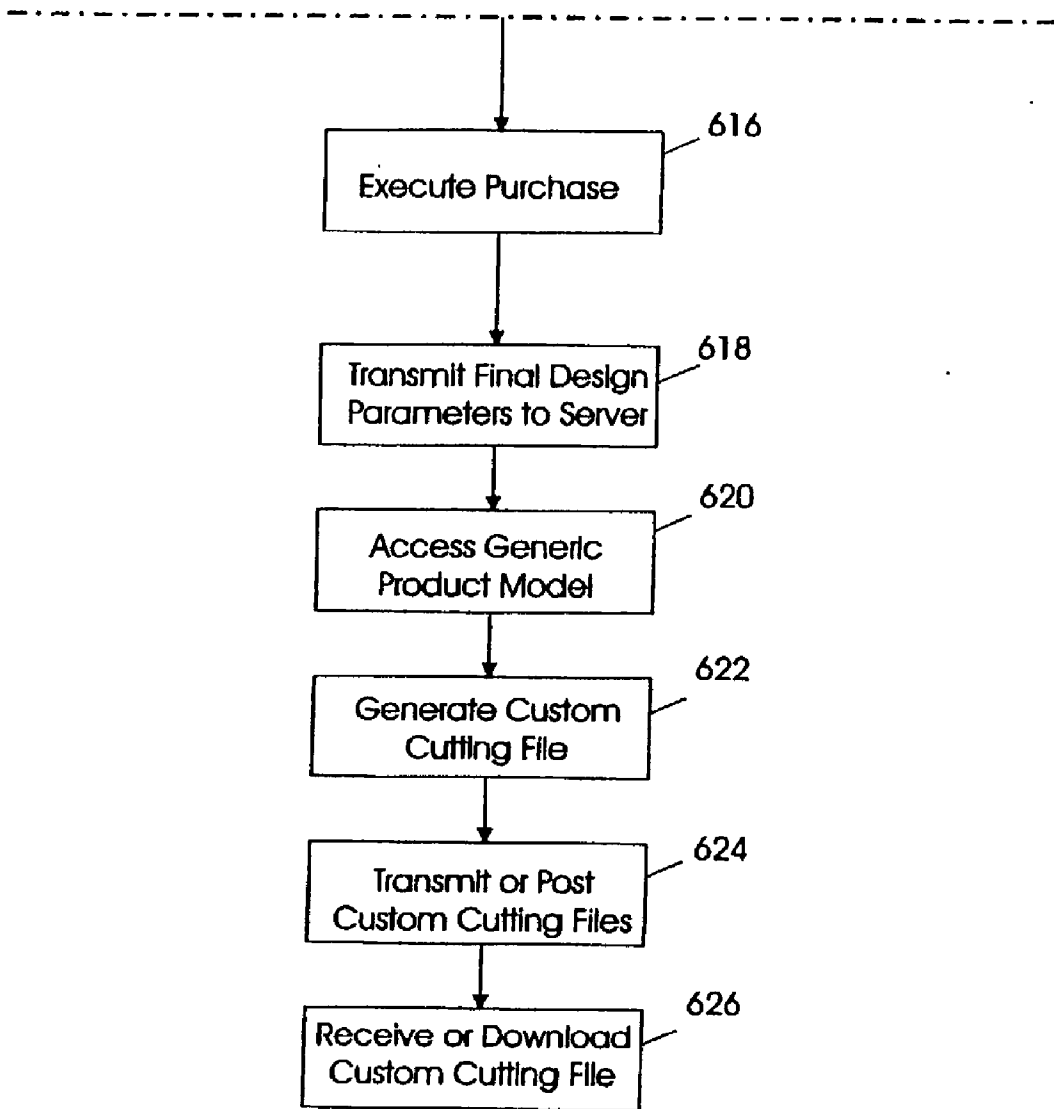 616
Execute Purchase
618
Transmit Final Design
Parameters to Server
620
Access Generic
Product Model
622
Generate Custom
Cutting File
624
Transmit or Post
Custom Cutting Files
626
Receive or Download
Custom Cutting File